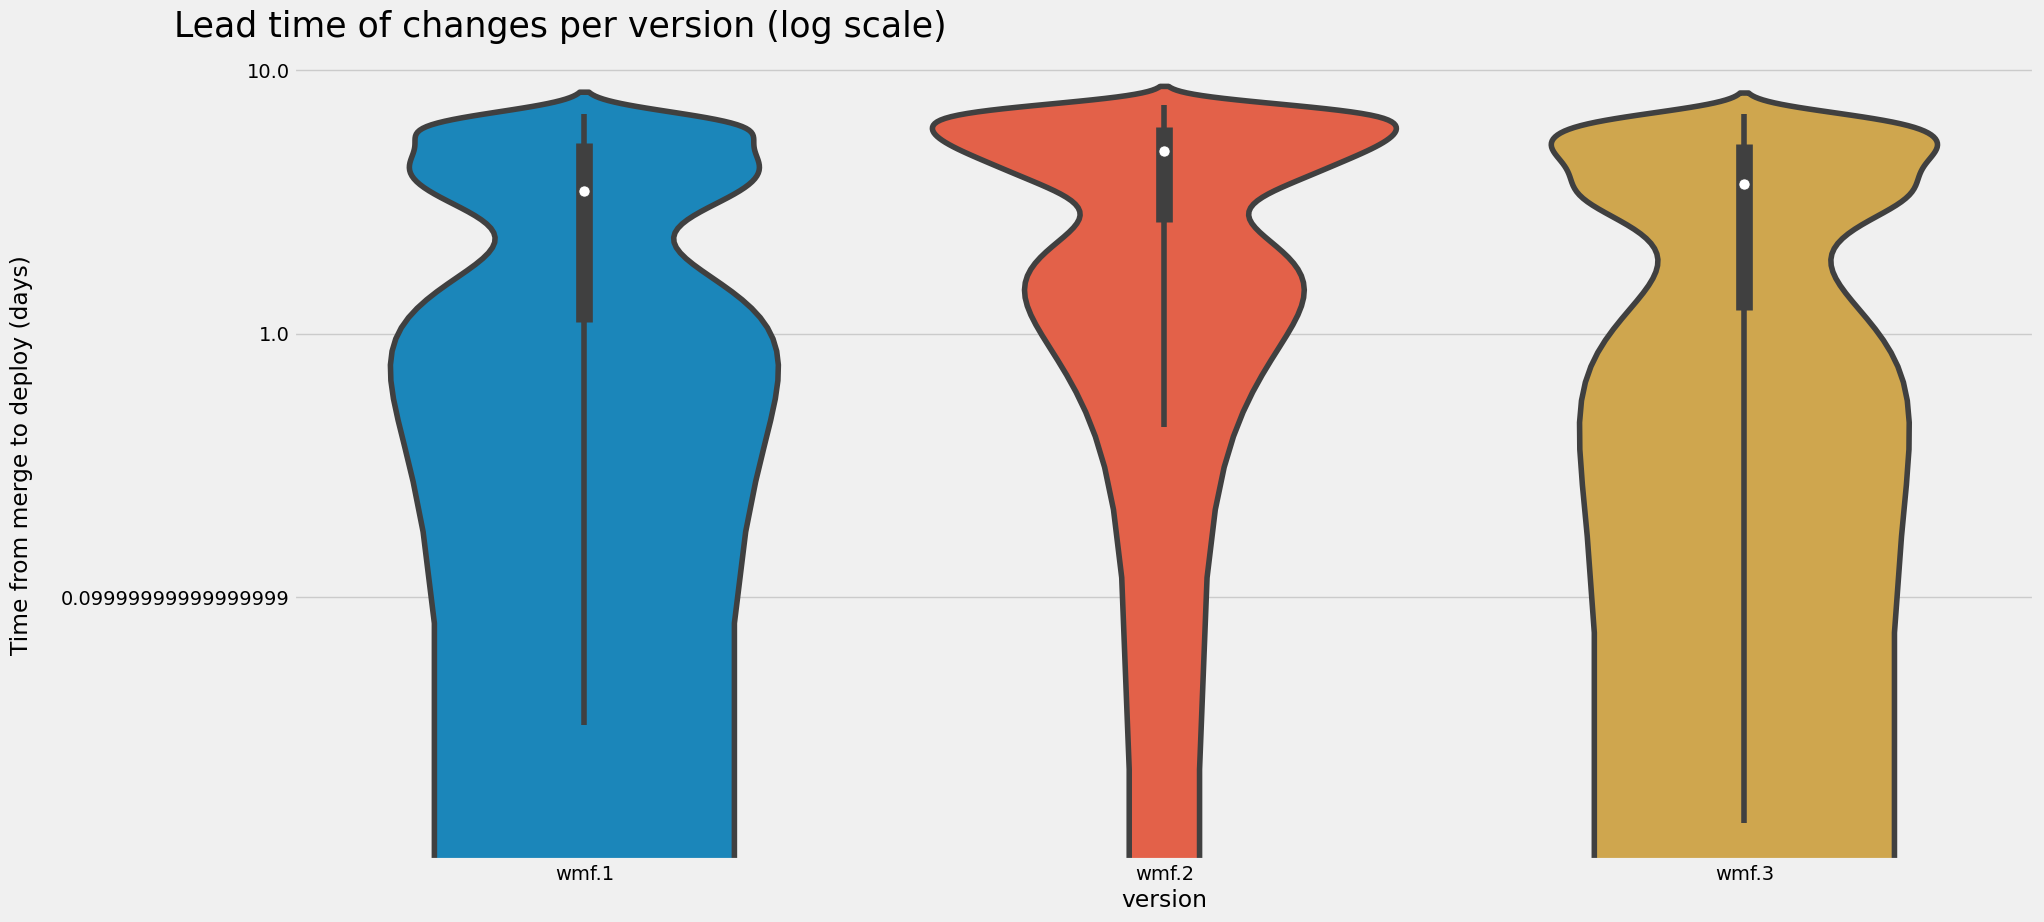 Lead time of changes per version (log scale)
10.0
1.0
0.09999999999999999
Time from merge to deploy (days)
wmf.1
wmf.2
wmf.3
version